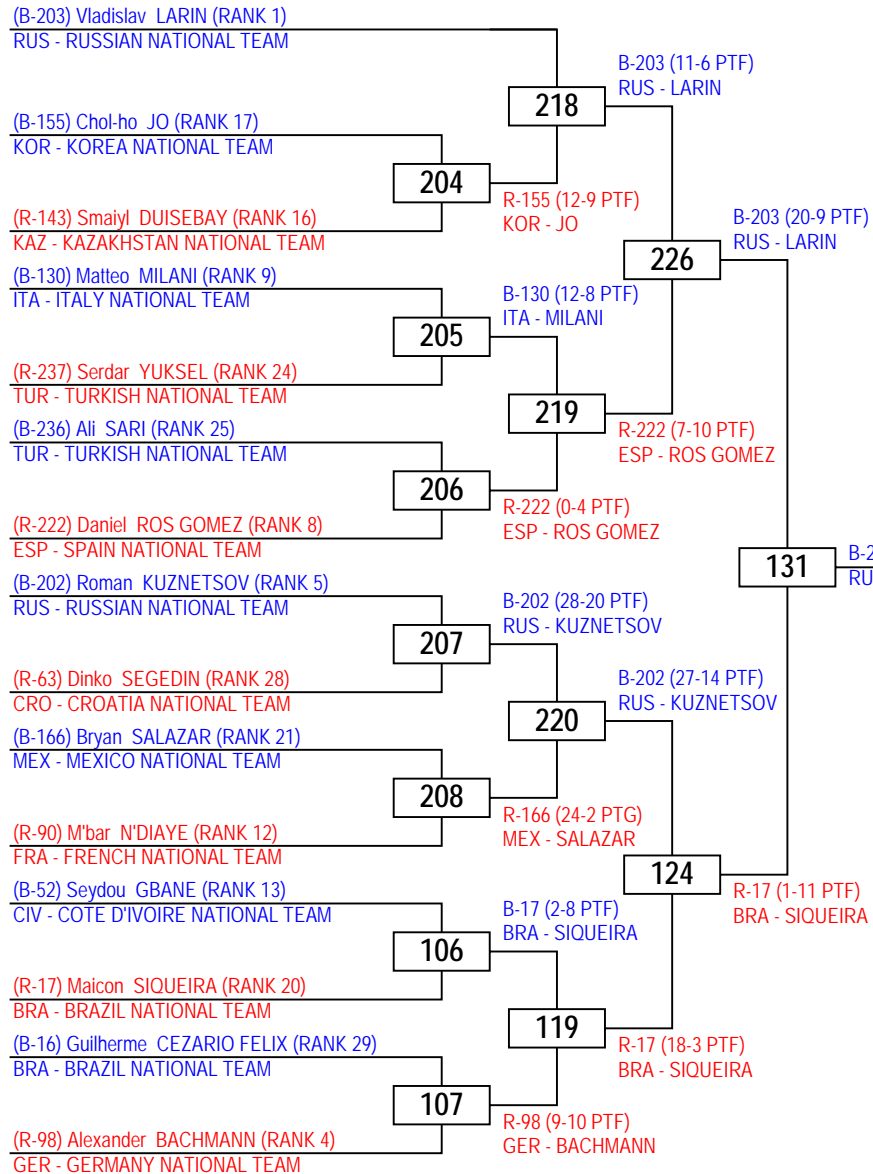 (B-203) Vladislav LARIN (RANK 1)
RUS - RUSSIAN NATIONAL TEAM
B-203 (11-6 PTF)
RUS - LARIN
218
(B-155) Chol-ho JO (RANK 17)
KOR - KOREA NATIONAL TEAM
204
R-155 (12-9 PTF)
KOR - JO
(R-143) Smaiyl DUISEBAY (RANK 16)
KAZ - KAZAKHSTAN NATIONAL TEAM
B-203 (20-9 PTF)
RUS - LARIN
226
(B-130) Matteo MILANI (RANK 9)
ITA - ITALY NATIONAL TEAM
B-130 (12-8 PTF)
ITA - MILANI
205
(R-237) Serdar YUKSEL (RANK 24)
TUR - TURKISH NATIONAL TEAM
219
R-222 (7-10 PTF)
ESP - ROS GOMEZ
(B-236) Ali SARI (RANK 25)
TUR - TURKISH NATIONAL TEAM
206
R-222 (0-4 PTF)
ESP - ROS GOMEZ
(R-222) Daniel ROS GOMEZ (RANK 8)
ESP - SPAIN NATIONAL TEAM
131
B-2
RU
(B-202) Roman KUZNETSOV (RANK 5)
RUS - RUSSIAN NATIONAL TEAM
B-202 (28-20 PTF)
RUS - KUZNETSOV
207
(R-63) Dinko SEGEDIN (RANK 28)
CRO - CROATIA NATIONAL TEAM
B-202 (27-14 PTF)
RUS - KUZNETSOV
220
(B-166) Bryan SALAZAR (RANK 21)
MEX - MEXICO NATIONAL TEAM
208
R-166 (24-2 PTG)
MEX - SALAZAR
(R-90) M'bar N'DIAYE (RANK 12)
FRA - FRENCH NATIONAL TEAM
124
R-17 (1-11 PTF)
BRA - SIQUEIRA
(B-52) Seydou GBANE (RANK 13)
CIV - COTE D'IVOIRE NATIONAL TEAM
B-17 (2-8 PTF)
BRA - SIQUEIRA
106
(R-17) Maicon SIQUEIRA (RANK 20)
BRA - BRAZIL NATIONAL TEAM
119
R-17 (18-3 PTF)
BRA - SIQUEIRA
(B-16) Guilherme CEZARIO FELIX (RANK 29)
BRA - BRAZIL NATIONAL TEAM
107
R-98 (9-10 PTF)
GER - BACHMANN
(R-98) Alexander BACHMANN (RANK 4)
GER - GERMANY NATIONAL TEAM